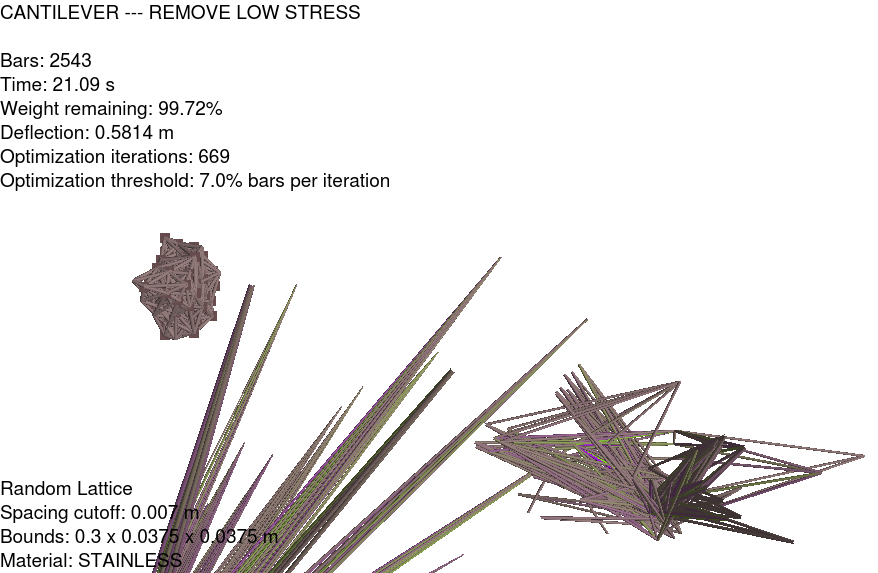 CANTILEVER --- REMOVE LOW STRESS
Bars: 2543
Time: 21.09 s
Weight remaining: 99.72%
Deflection: 0.5814 m
Optimization iterations: 669
Optimization threshold: 7.0% bars per iteration
Random Lattice
Spacing cutoff: 0.007 m
Bounds: 0.3 x 0.0375 x 0.0375 m
Material: STAINLESS